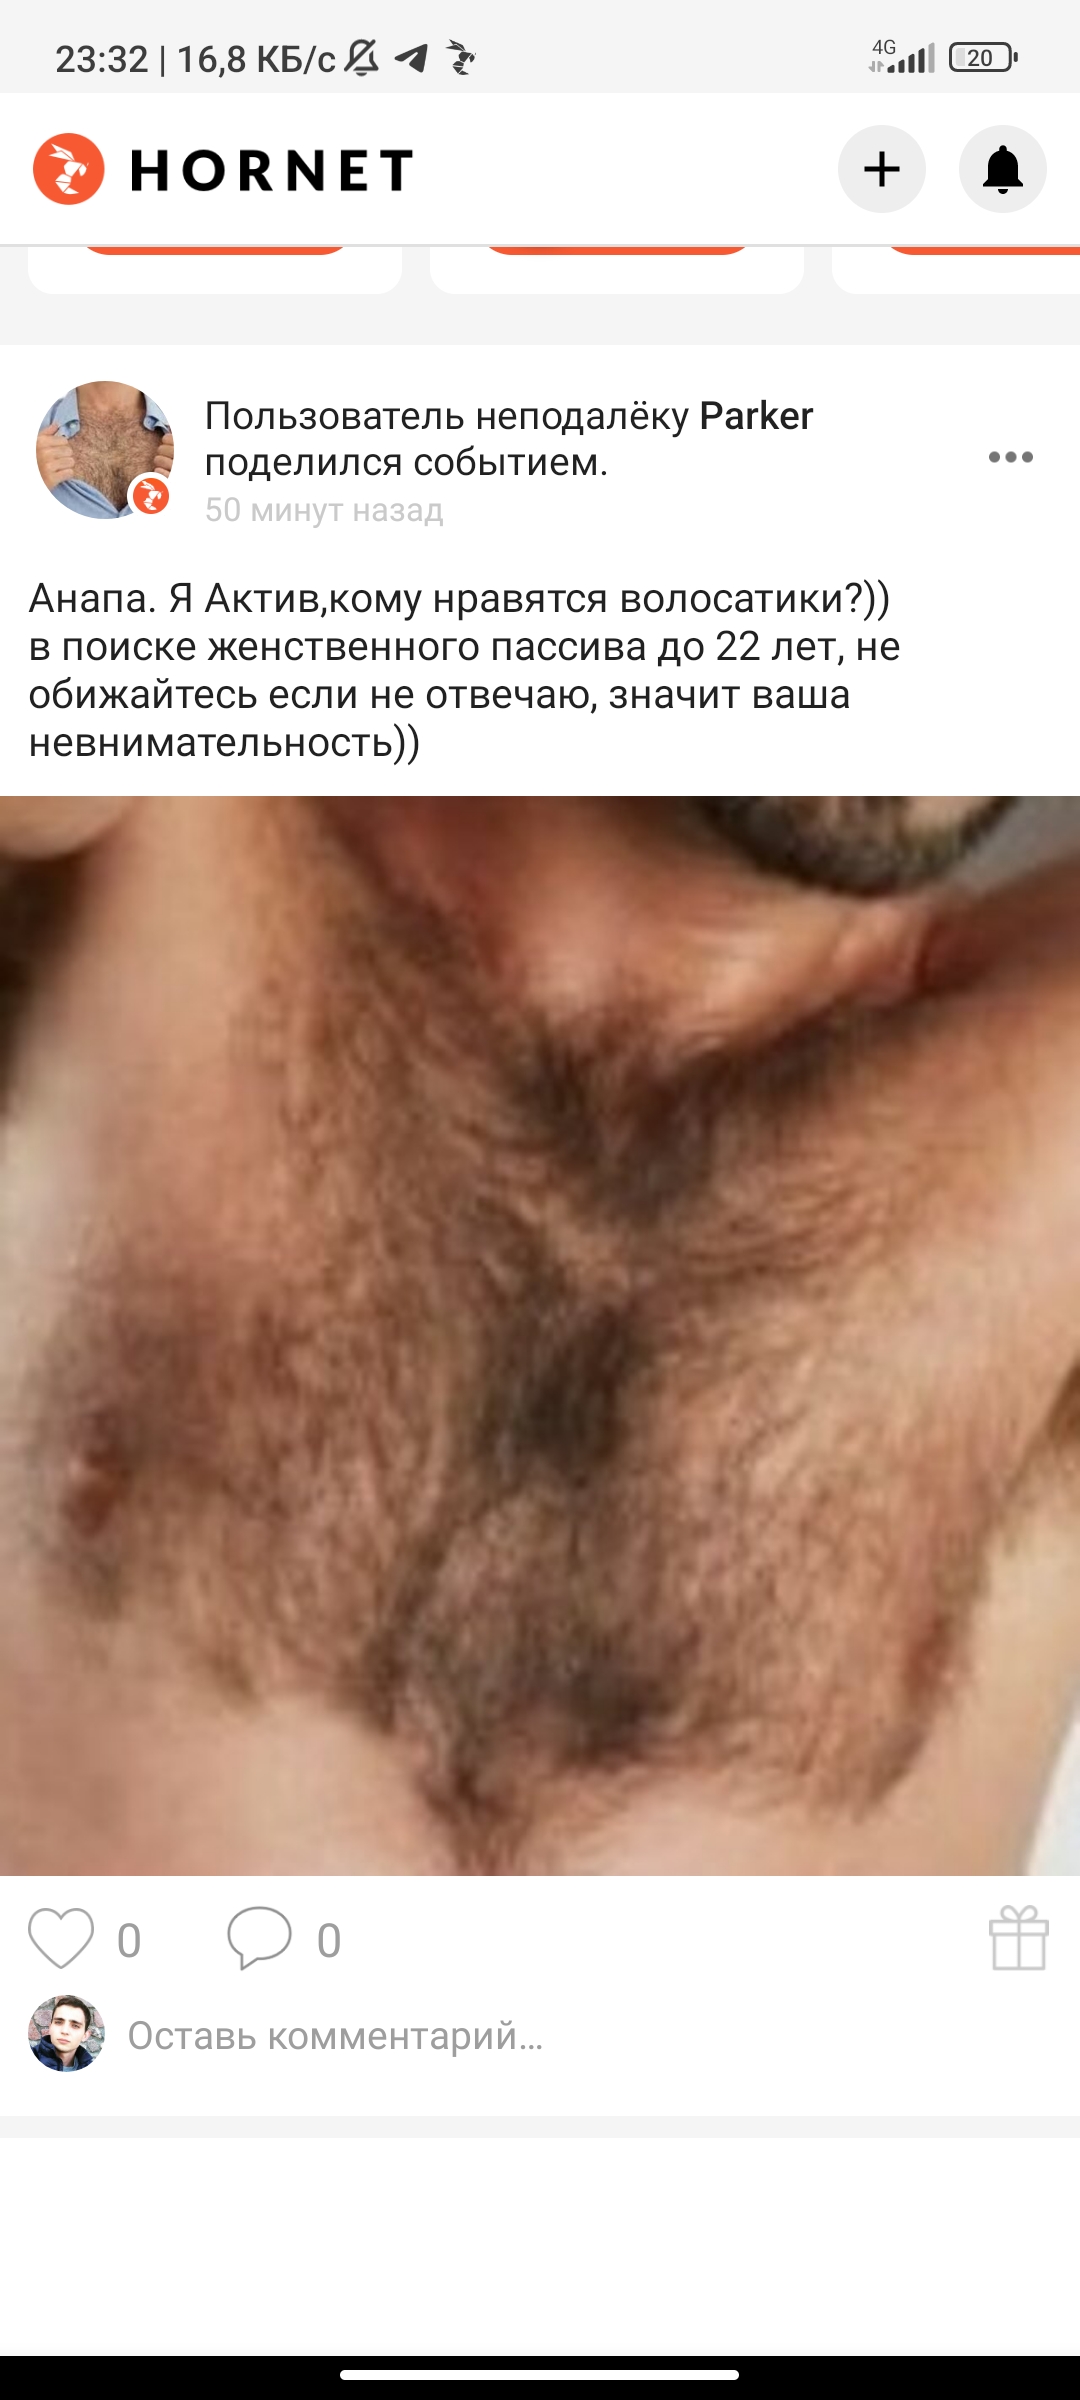 23:32 | 16,8 КБ/с
4G
20
HORNET
Пользователь неподалёку Parker
поделился событием.
50 минут назад
Анапа. Я Актив,кому нравятся волосатики?))
в поиске женственного пассива до 22 лет, не
обижайтесь если не отвечаю, значит ваша
невнимательность))
0
0
Оставь комментарий...